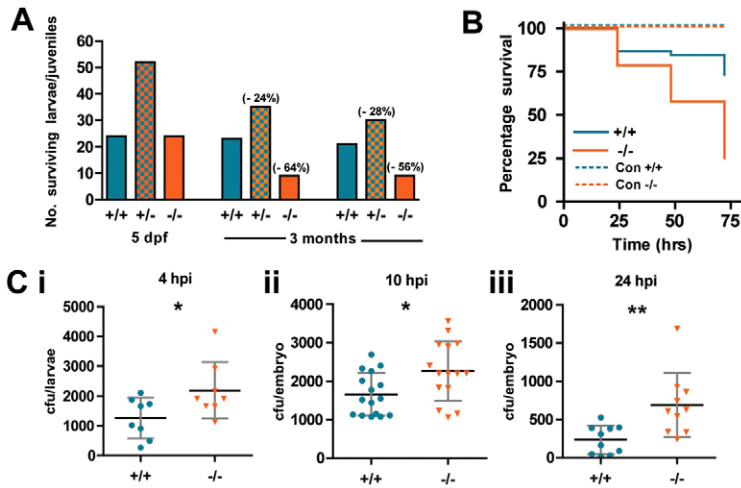 A
No. surviving larvae/juveniles
60
50
40
30
20
10
0
(- 24%)
(- 64%)
(- 28%)
(- 56%)
+/+ +/- -/- +/+ +/- -/- +/+ +/- -/-
5 dpf 3 months
B
Percentage survival
100
75
50
25
0
+/+
-/-
Con +/+
Con -/-
0 25 50 75
Time (hrs)
C i
4 hpi
*
cfu/larvae
5000
4000
3000
2000
1000
0
+/+ -/-
ii
10 hpi
*
cfu/embryo
4000
3000
2000
1000
0
+/+ -/-
iii
24 hpi
**
cfu/embryo
2000
1500
1000
500
0
+/+ -/-